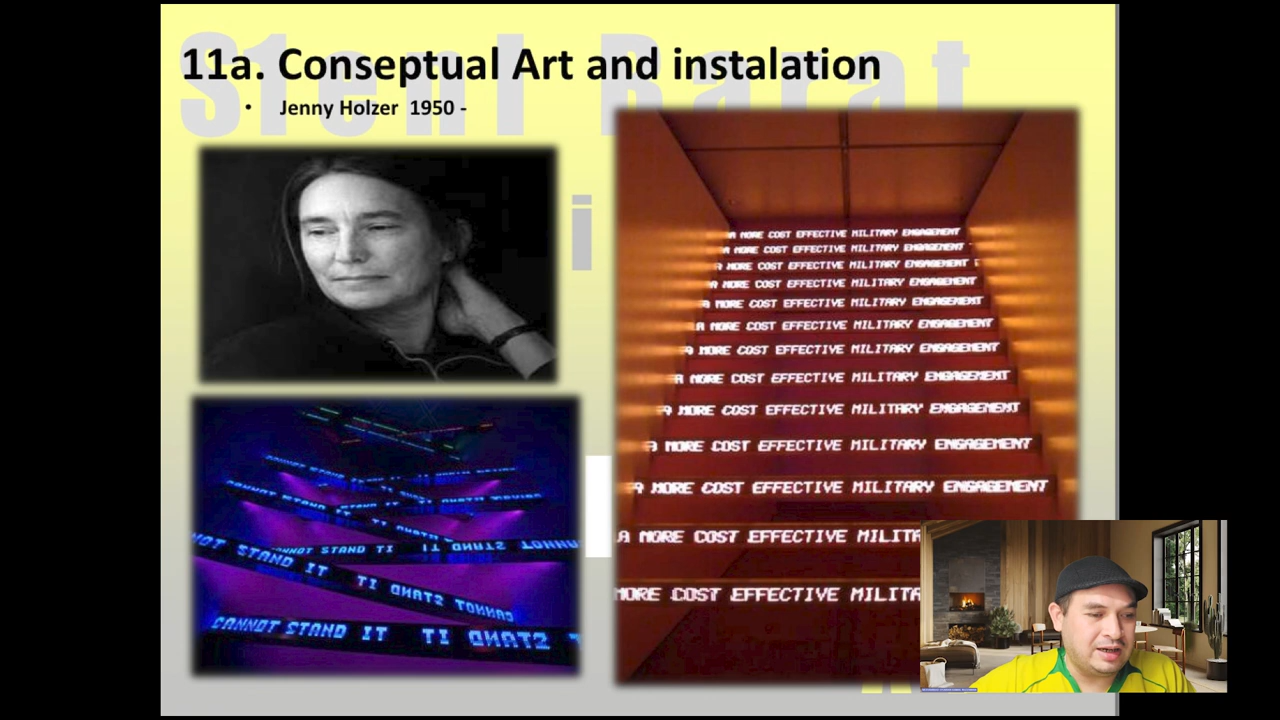 11a. Conseptual Art and instalation
• Jenny Holzer 1950 -
A MORE COST EFFECTIVE MILITARY ENGAGEMENT
A MORE COST EFFECTIVE MILITARY ENGAGEMENT
A MORE COST EFFECTIVE MILITARY ENGAGEMENT
A MORE COST EFFECTIVE MILITARY ENGAGEMENT
A MORE COST EFFECTIVE MILITARY ENGAGEMENT
A MORE COST EFFECTIVE MILITARY ENGAGEMENT
A MORE COST EFFECTIVE MILITARY ENGAGEMENT
A MORE COST EFFECTIVE MILITARY ENGAGEMENT
A MORE COST EFFECTIVE MILITARY ENGAGEMENT
A MORE COST EFFECTIVE MILITARY ENGAGEMENT
A MORE COST EFFECTIVE MILITARY ENGAGEMENT
A MORE COST EFFECTIVE MILITA
MORE COST EFFECTIVE MILITA
CANNOT STAND IT
CANNOT STAND IT
NOT STAND IT
CANNOT STAND IT